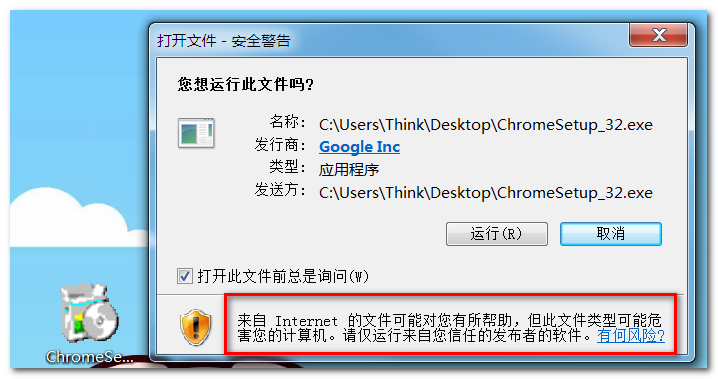 打开文件 - 安全警告
您想运行此文件吗?
名称: C:\Users\Think\Desktop\ChromeSetup_32.exe
发行商: Google Inc
类型: 应用程序
发送方: C:\Users\Think\Desktop\ChromeSetup_32.exe
运行(R) 取消
打开此文件前总是询问(W)
来自 Internet 的文件可能对您有所帮助，但此文件类型可能危
害您的计算机。请仅运行来自您信任的发布者的软件。有何风险?
ChromeSe...